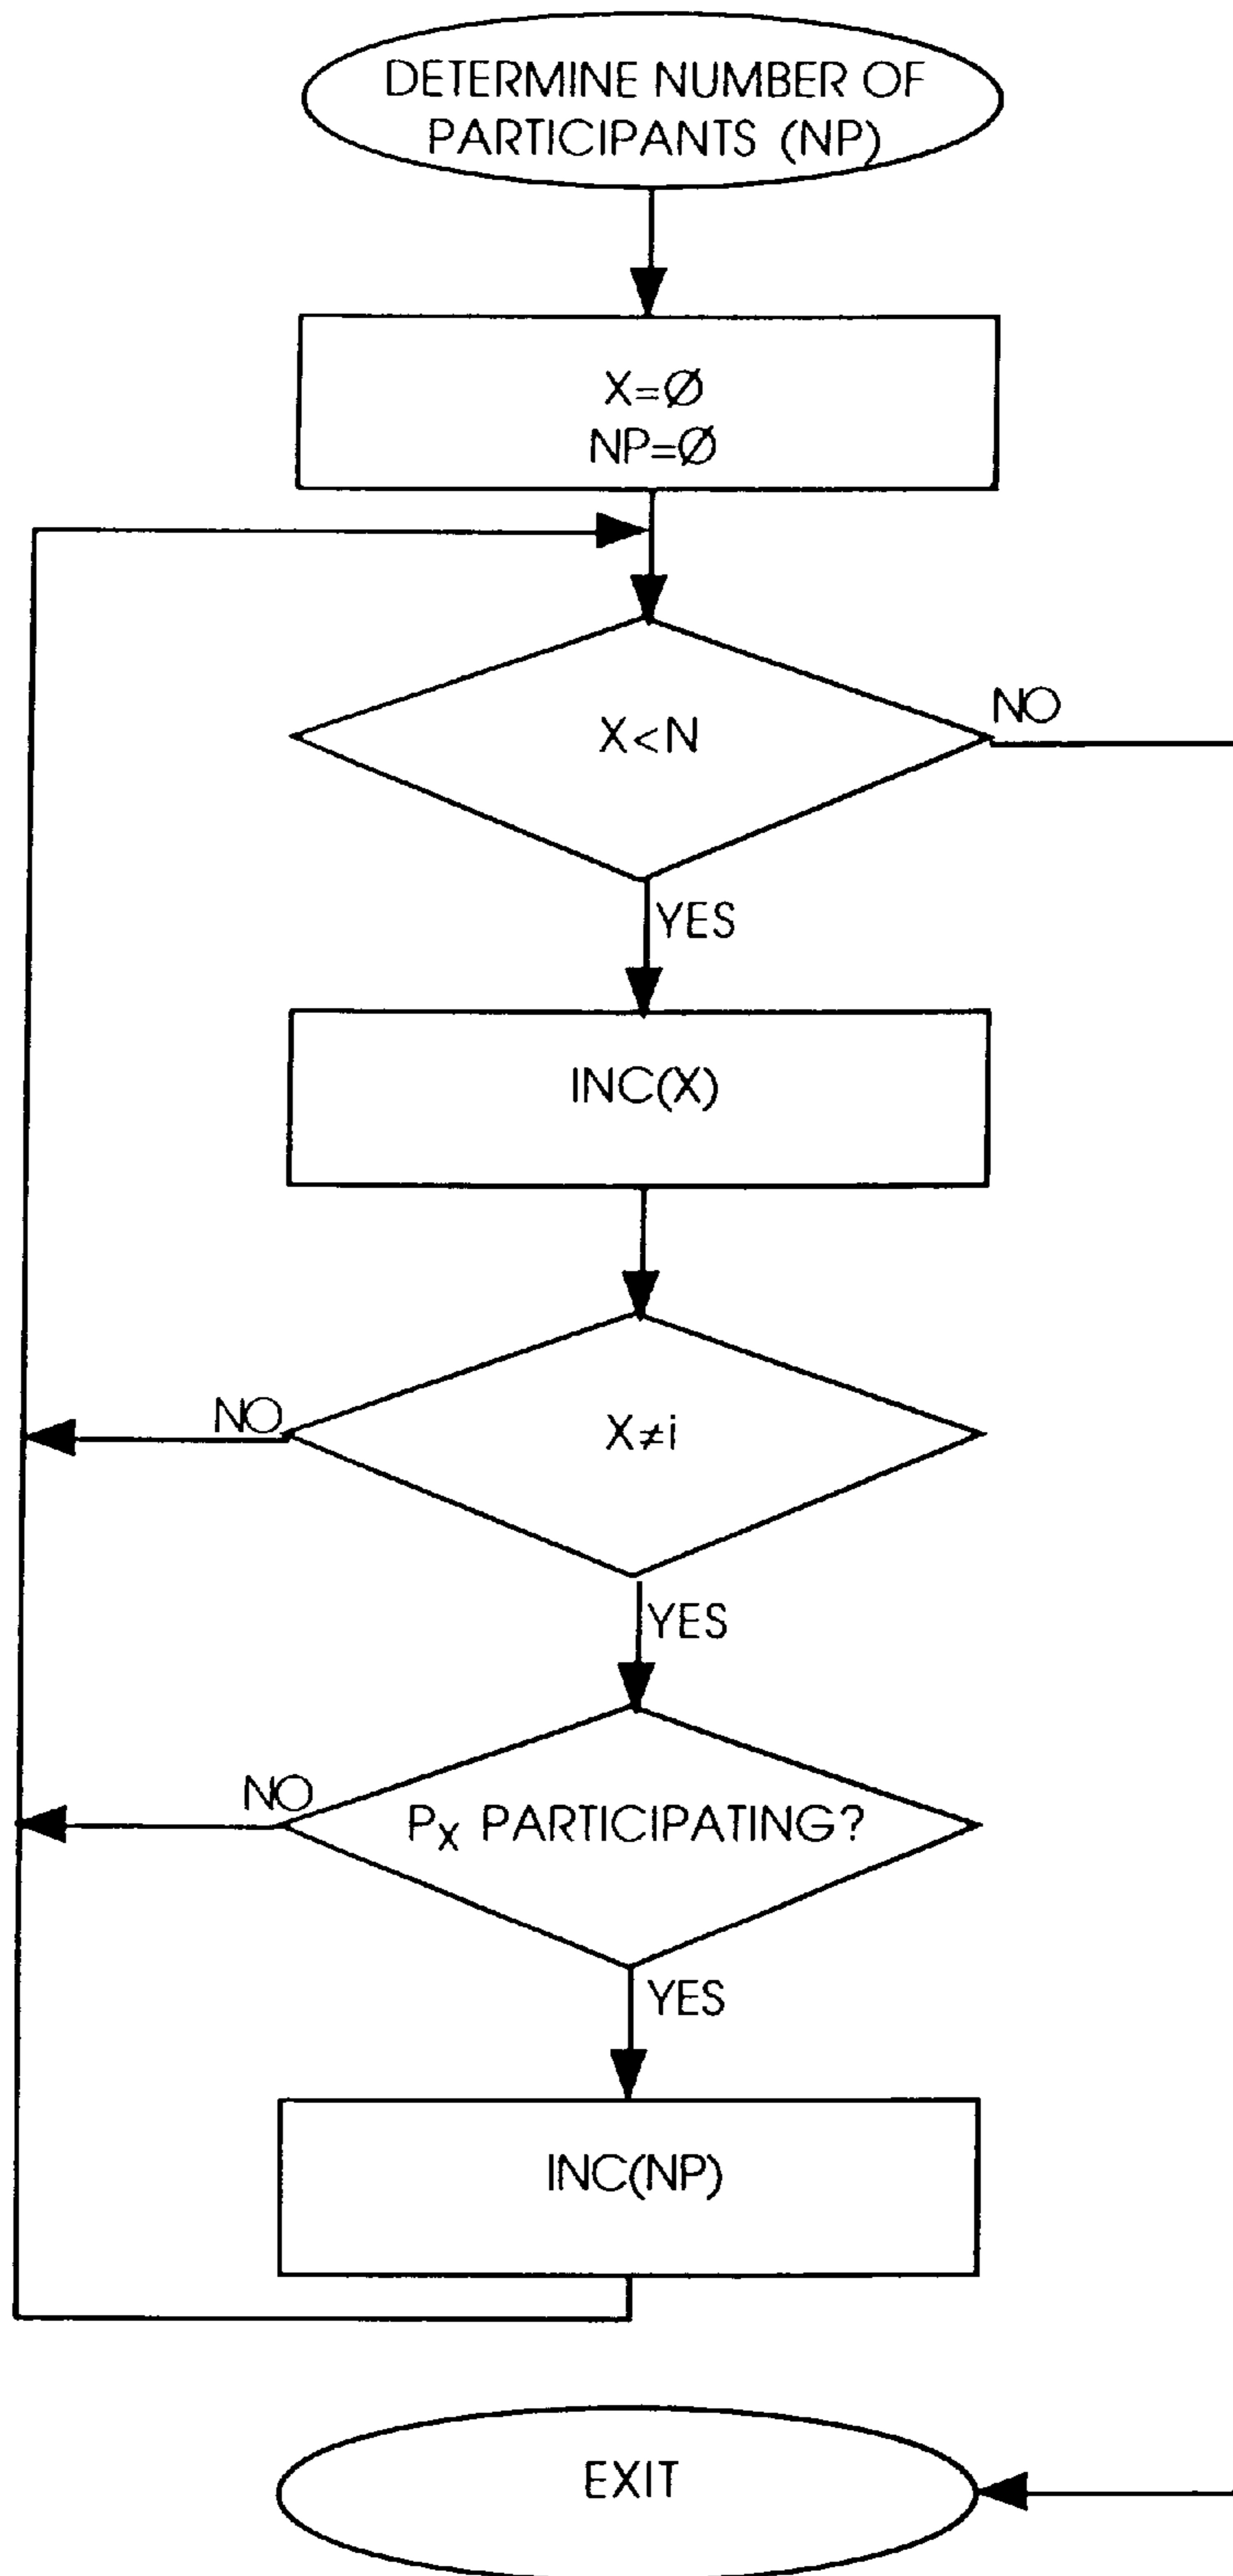 DETERMINE NUMBER OF
PARTICIPANTS (NP)
X=Ø
NP=Ø
X<N
NO
YES
INC(X)
X≠i
NO
YES
PX PARTICIPATING?
NO
YES
INC(NP)
EXIT